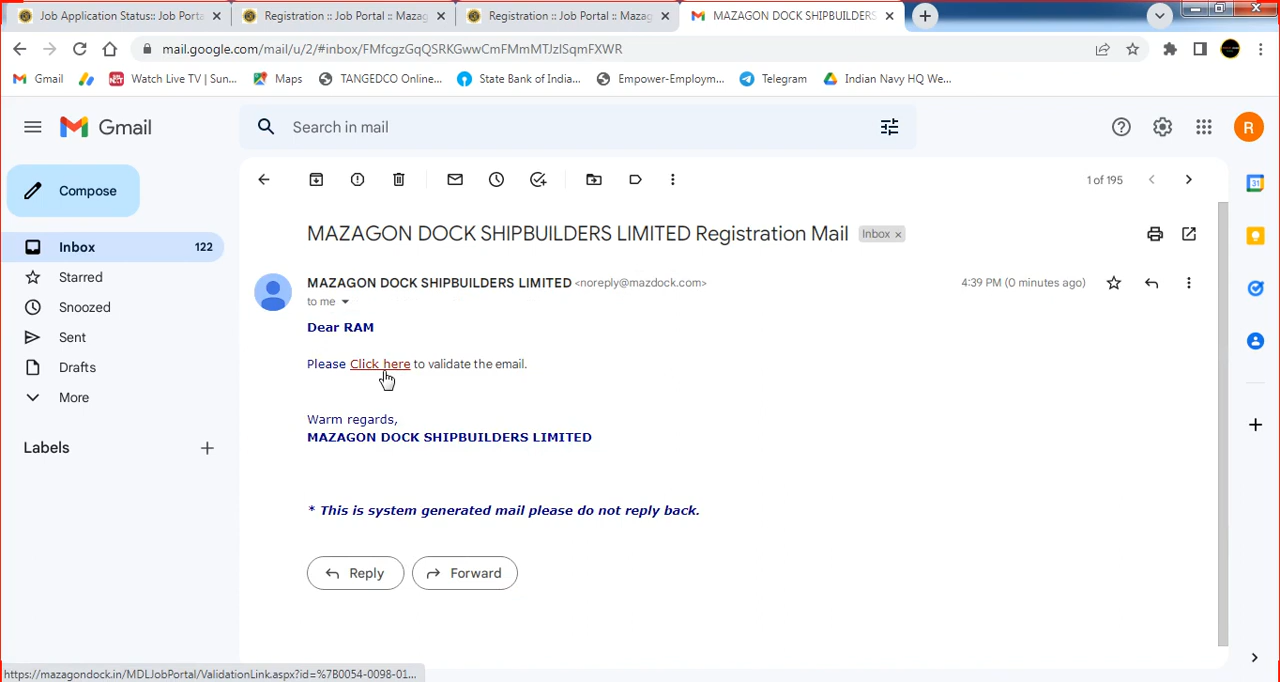 Job Application Status:: Job Porta
Registration :: Job Portal :: Mazag
Registration :: Job Portal :: Mazag
MAZAGON DOCK SHIPBUILDERS
mail.google.com/mail/u/2/#inbox/FMfcgzGqQSRKGwwCmFMmMTJzlSqmFXWR
Gmail
Watch Live TV | Sun...
Maps
TANGEDCO Online...
State Bank of India...
Empower-Employm...
Telegram
Indian Navy HQ We...
Gmail
Search in mail
R
Compose
1 of 195
Inbox 122
MAZAGON DOCK SHIPBUILDERS LIMITED Registration Mail Inbox ×
Starred
MAZAGON DOCK SHIPBUILDERS LIMITED <noreply@mazdock.com> 4:39 PM (0 minutes ago)
to me
Snoozed
Dear RAM
Sent
Please Click here to validate the email.
Drafts
More
Warm regards,
MAZAGON DOCK SHIPBUILDERS LIMITED
Labels
* This is system generated mail please do not reply back.
Reply
Forward
https://mazagondock.in/MDLJobPortal/ValidationLink.aspx?id=%7B0054-0098-01...